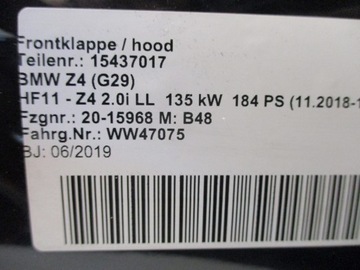 Frontklappe / hood
Teilenr.: 15437017
BMW Z4 (G29)
HF11 - Z4 2.0i LL 135 kW 184 PS (11.2018-1
Fzgnr.: 20-15968 M: B48
Fahrg.Nr.: WW47075
BJ: 06/2019